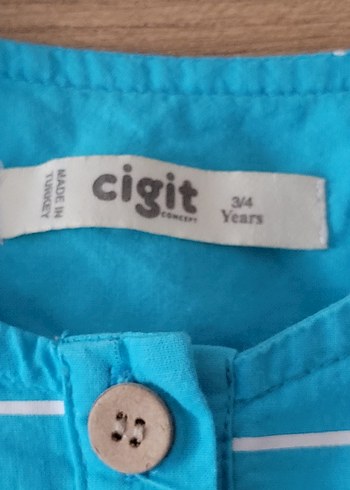 MADE IN
TURKEY
cigit
CONCEPT
3/4
Years